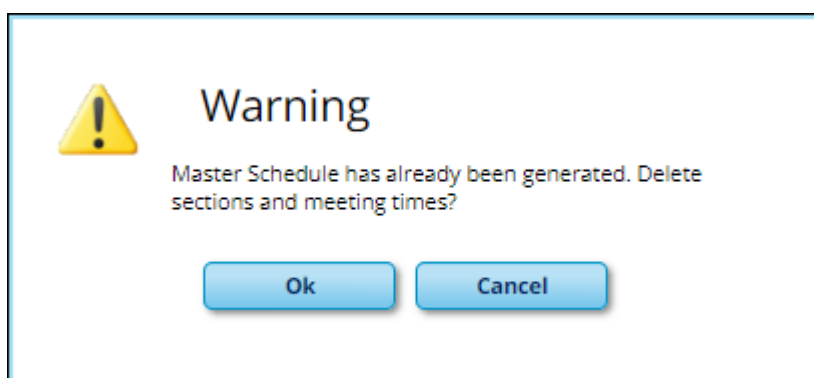 Warning
Master Schedule has already been generated. Delete
sections and meeting times?
Ok
Cancel